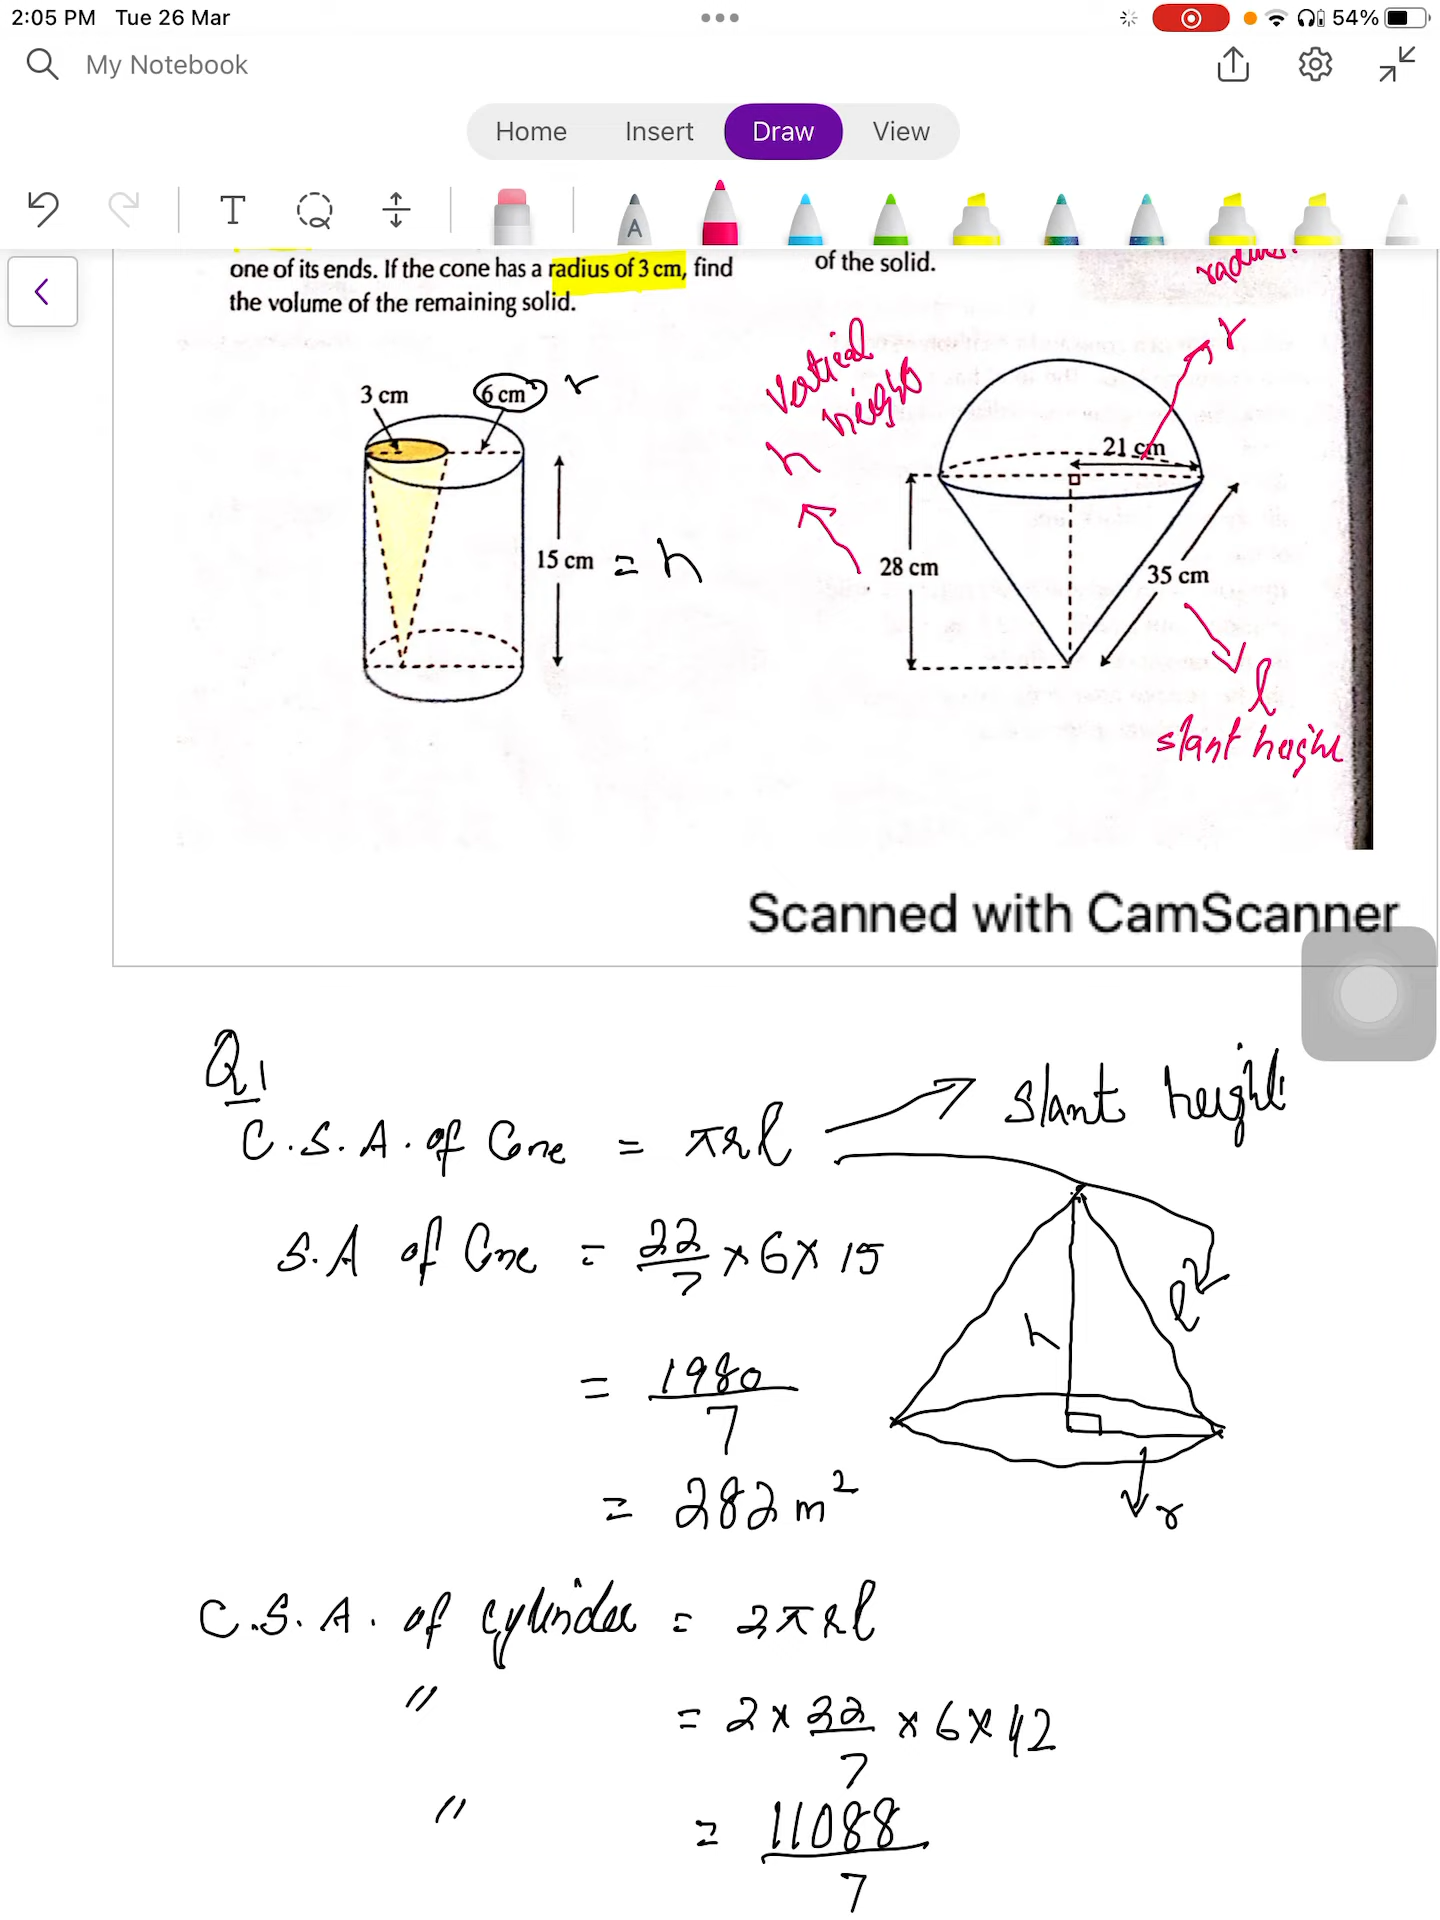 2:05 PM Tue 26 Mar
54%
My Notebook
Home Insert Draw View
T
A
one of its ends. If the cone has a radius of 3 cm, find
the volume of the remaining solid.
3 cm
6 cm r
15 cm = h
of the solid.
radius.
r
vertical
height
h
21 cm
28 cm
35 cm
l
slant height
Scanned with CamScanner
Q1
C.S.A. of Cone = πrl
slant height
S.A of Cone = 22/7 × 6 × 15
= 1980/7
= 282 m²
h
l
r
C.S.A. of cylinder = 2πrl
〃 = 2 × 22/7 × 6 × 42
〃 = 11088/7